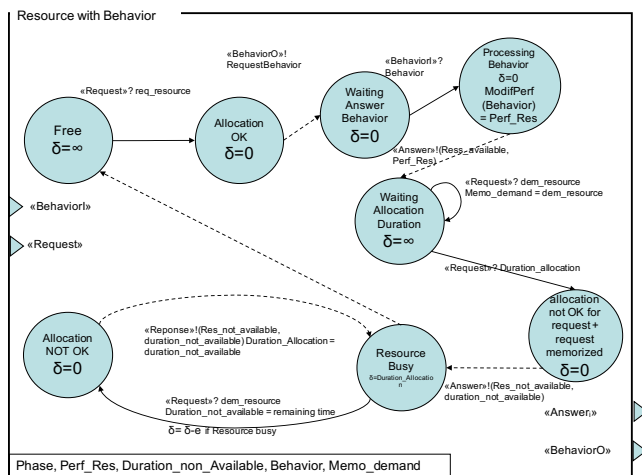 Resource with Behavior
«BehaviorO»!
RequestBehavior
«BehaviorI»?
Behavior
«Request»? req_resource
Free
δ=∞
Allocation
OK
δ=0
Waiting
Answer
Behavior
δ=0
Processing
Behavior
δ=0
ModifPerf
(Behavior)
= Perf_Res
«Answer»!(Ress_available,
Perf_Res)
«Request»? dem_resource
Memo_demand = dem_resource
Waiting
Allocation
Duration
δ=∞
«BehaviorI»
«Request»
«Request»? Duration_allocation
allocation
not OK for
request+
request
memorized
δ=0
Allocation
NOT OK
δ=0
«Reponse»!(Res_not_available,
duration_not_available) Duration_Allocation =
duration_not_available
Resource
Busy
δ=Duration_Allocatio
n
«Answer»!(Res_not_available,
duration_not_available)
«Request»? dem_resource
Duration_not_available = remaining time
δ= δ-e if Resource busy
«Answerᵢ»
«BehaviorO»
Phase, Perf_Res, Duration_non_Available, Behavior, Memo_demand